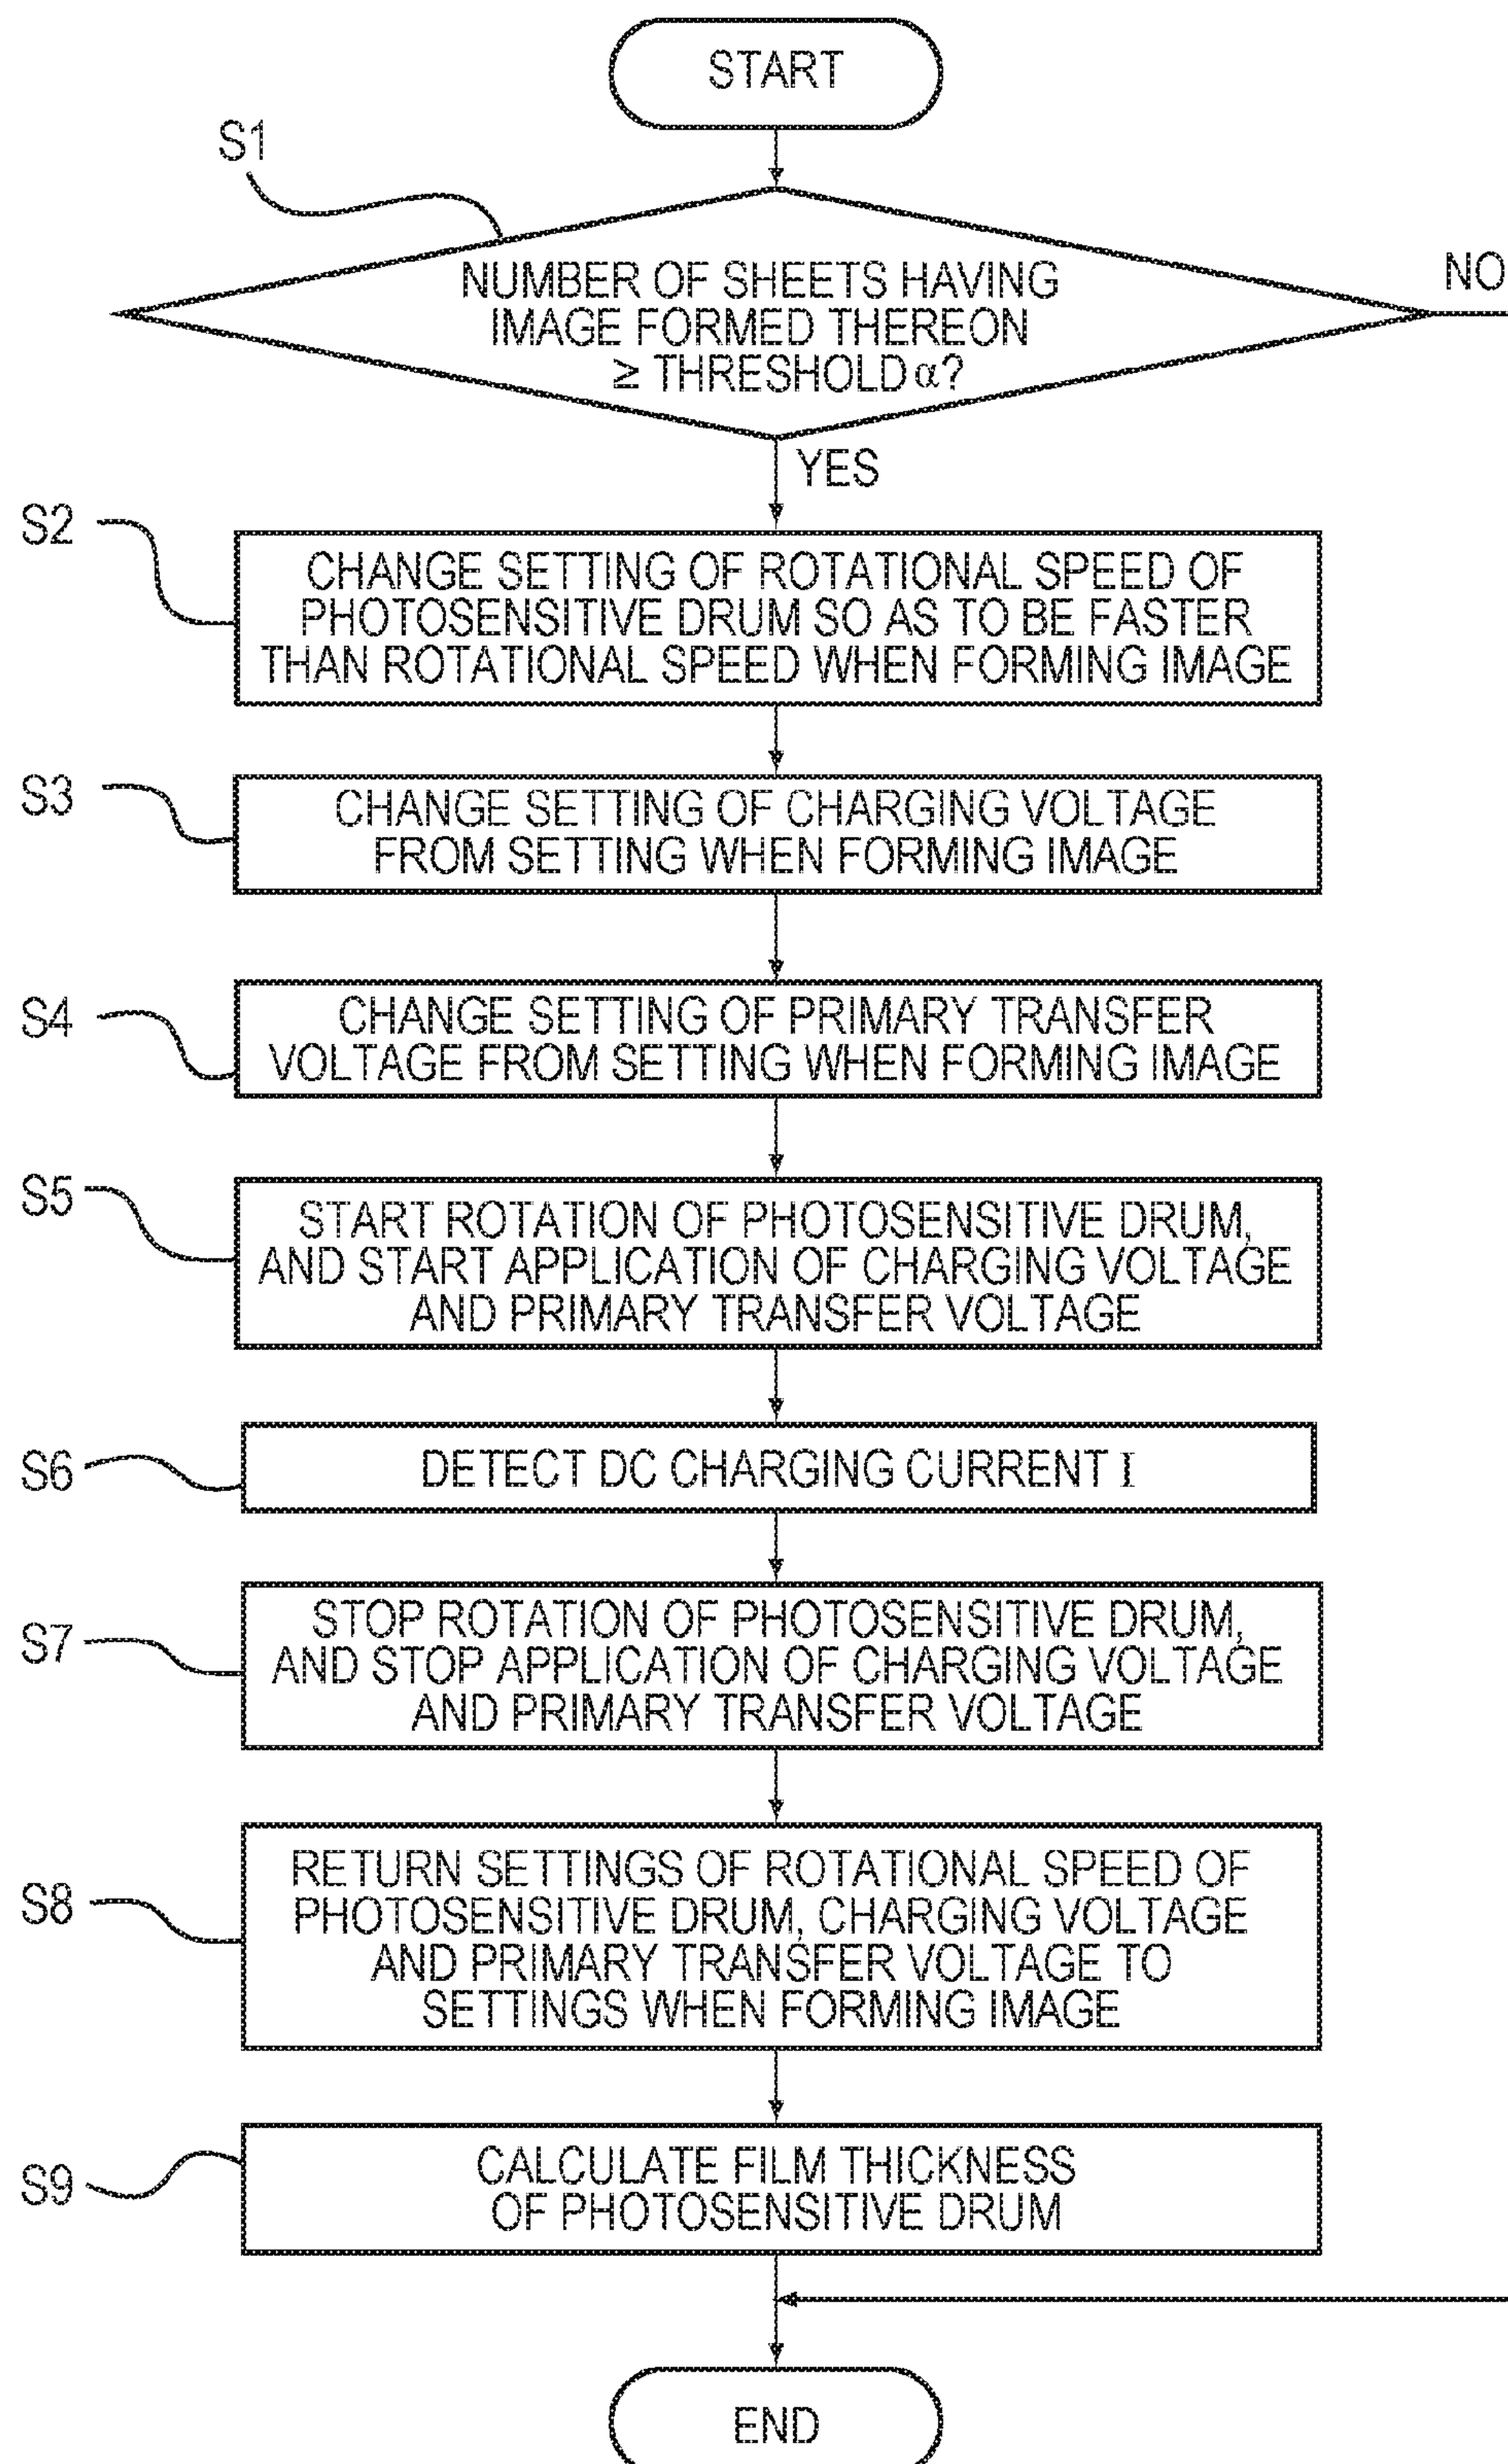 START
S1
NUMBER OF SHEETS HAVING
IMAGE FORMED THEREON
≥ THRESHOLD α?
NO
YES
S2
CHANGE SETTING OF ROTATIONAL SPEED OF
PHOTOSENSITIVE DRUM SO AS TO BE FASTER
THAN ROTATIONAL SPEED WHEN FORMING IMAGE
S3
CHANGE SETTING OF CHARGING VOLTAGE
FROM SETTING WHEN FORMING IMAGE
S4
CHANGE SETTING OF PRIMARY TRANSFER
VOLTAGE FROM SETTING WHEN FORMING IMAGE
S5
START ROTATION OF PHOTOSENSITIVE DRUM,
AND START APPLICATION OF CHARGING VOLTAGE
AND PRIMARY TRANSFER VOLTAGE
S6
DETECT DC CHARGING CURRENT I
S7
STOP ROTATION OF PHOTOSENSITIVE DRUM,
AND STOP APPLICATION OF CHARGING VOLTAGE
AND PRIMARY TRANSFER VOLTAGE
S8
RETURN SETTINGS OF ROTATIONAL SPEED OF
PHOTOSENSITIVE DRUM, CHARGING VOLTAGE
AND PRIMARY TRANSFER VOLTAGE TO
SETTINGS WHEN FORMING IMAGE
S9
CALCULATE FILM THICKNESS
OF PHOTOSENSITIVE DRUM
END